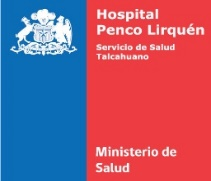 Hospital
Penco Lirquén
Servicio de Salud
Talcahuano
Ministerio de
Salud